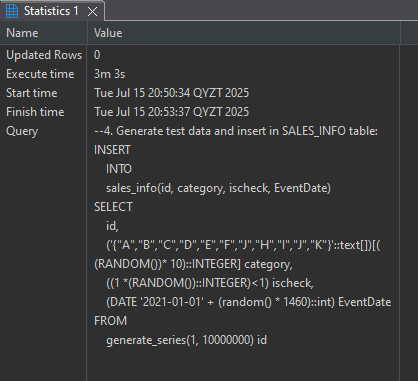 Statistics 1
Name Value
Updated Rows 0
Execute time 3m 3s
Start time Tue Jul 15 20:50:34 QYZT 2025
Finish time Tue Jul 15 20:53:37 QYZT 2025
Query --4. Generate test data and insert in SALES_INFO table:
INSERT
INTO
sales_info(id, category, ischeck, EventDate)
SELECT
id,
('{"A","B","C","D","E","F","J","H","I","J","K"}'::text[])[(
(RANDOM())* 10)::INTEGER] category,
((1 *(RANDOM())::INTEGER)<1) ischeck,
(DATE '2021-01-01' + (random() * 1460)::int) EventDate
FROM
generate_series(1, 10000000) id